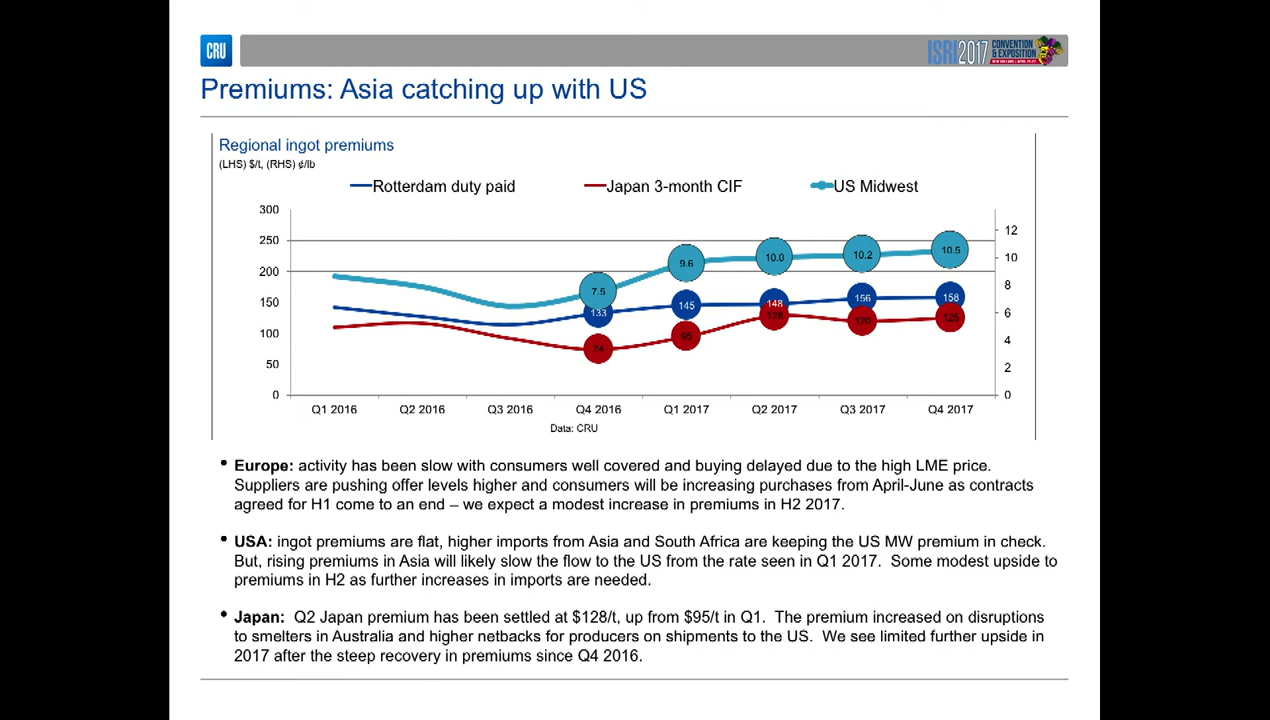 CRU
ISRI2017 CONVENTION
& EXPOSITION
Premiums: Asia catching up with US
Regional ingot premiums
(LHS) $/t, (RHS) ¢/lb
Rotterdam duty paid Japan 3-month CIF US Midwest
300
250
200
150
100
50
0
12
10
8
6
4
2
0
7.5 9.6 10.0 10.2 10.5
133 145 148 156 158
74 95 128 120 125
Q1 2016 Q2 2016 Q3 2016 Q4 2016 Q1 2017 Q2 2017 Q3 2017 Q4 2017
Data: CRU
• Europe: activity has been slow with consumers well covered and buying delayed due to the high LME price.
Suppliers are pushing offer levels higher and consumers will be increasing purchases from April-June as contracts
agreed for H1 come to an end – we expect a modest increase in premiums in H2 2017.
• USA: ingot premiums are flat, higher imports from Asia and South Africa are keeping the US MW premium in check.
But, rising premiums in Asia will likely slow the flow to the US from the rate seen in Q1 2017. Some modest upside to
premiums in H2 as further increases in imports are needed.
• Japan: Q2 Japan premium has been settled at $128/t, up from $95/t in Q1. The premium increased on disruptions
to smelters in Australia and higher netbacks for producers on shipments to the US. We see limited further upside in
2017 after the steep recovery in premiums since Q4 2016.